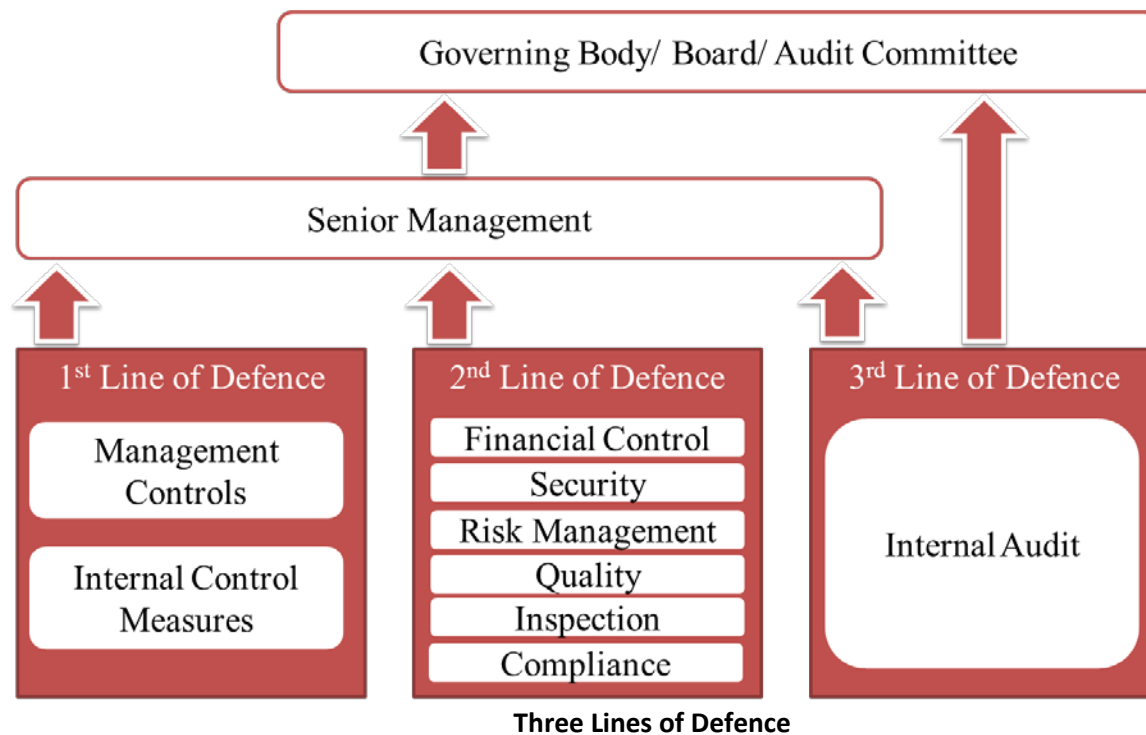 Governing Body/ Board/ Audit Committee
Senior Management
1st Line of Defence
Management
Controls
Internal Control
Measures
2nd Line of Defence
Financial Control
Security
Risk Management
Quality
Inspection
Compliance
3rd Line of Defence
Internal Audit
Three Lines of Defence